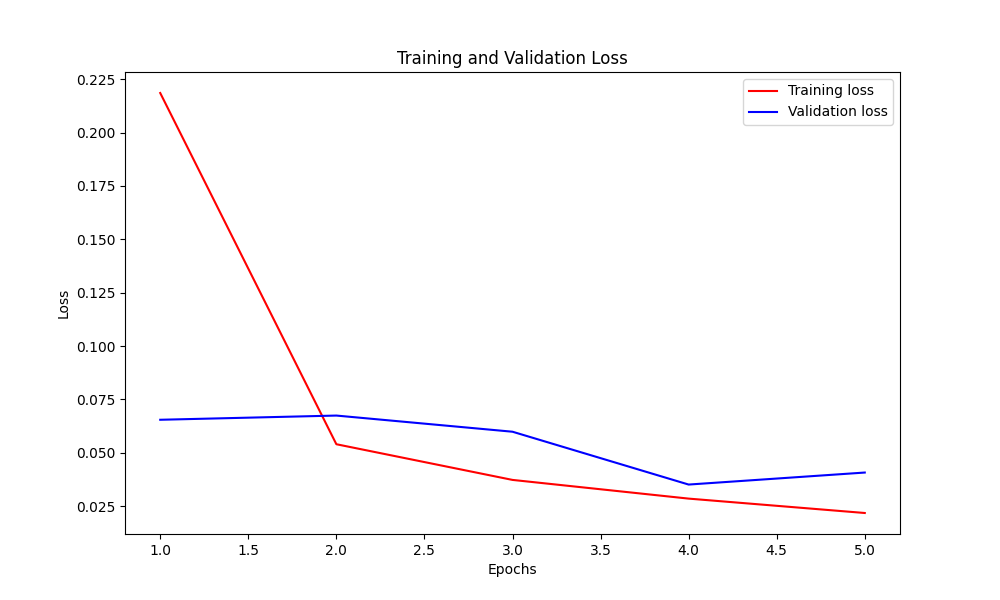 Training and Validation Loss
Training loss
Validation loss
0.225
0.200
0.175
0.150
0.125
0.100
0.075
0.050
0.025
Loss
1.0 1.5 2.0 2.5 3.0 3.5 4.0 4.5 5.0
Epochs